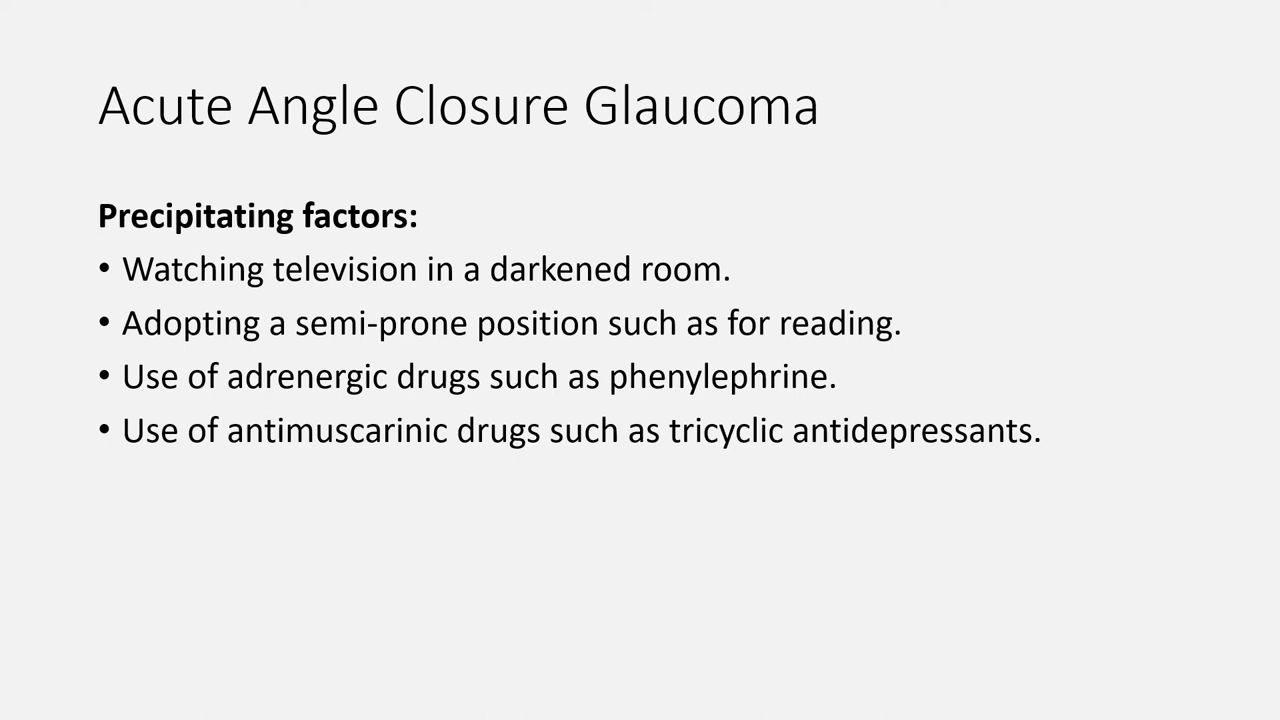 Acute Angle Closure Glaucoma
Precipitating factors:
• Watching television in a darkened room.
• Adopting a semi-prone position such as for reading.
• Use of adrenergic drugs such as phenylephrine.
• Use of antimuscarinic drugs such as tricyclic antidepressants.